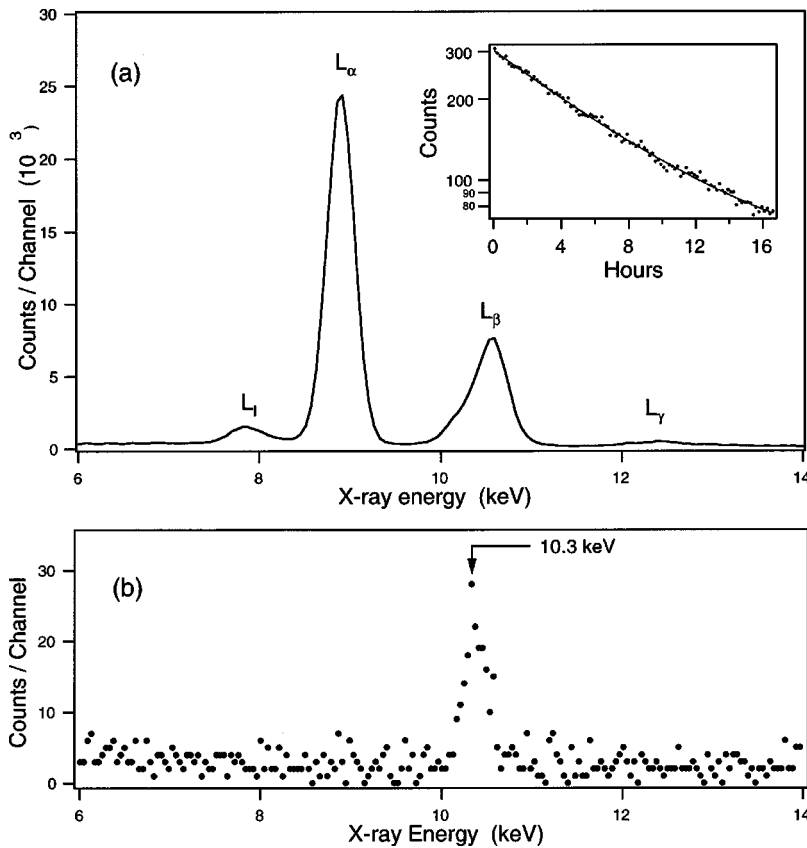 30
(a)
Lα
25
20
15
10
5
0
Counts / Channel (10 ³)
Ll
Lβ
Lγ
6
8
10
12
14
X-ray energy (keV)
300
200
100
90
80
Counts
0
4
8
12
16
Hours
(b)
10.3 keV
30
20
10
0
Counts / Channel
6
8
10
12
14
X-ray Energy (keV)